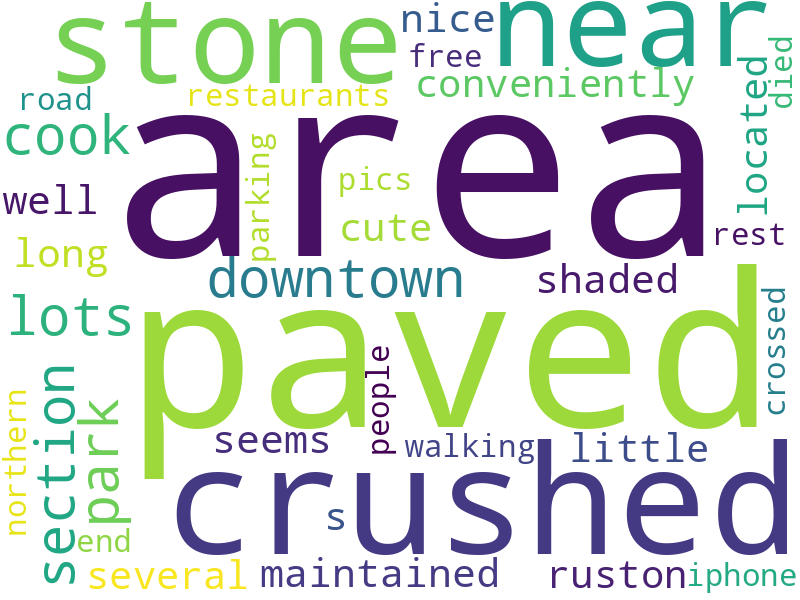 stone
nice
near
free
conveniently
died
road
restaurants
located
cook
area
parking
pics
well
cute
rest
long
downtown
shaded
lots
paved
crossed
people
section
park
northern
seems
walking
little
crushed
s
end
several
maintained
ruston
iphone